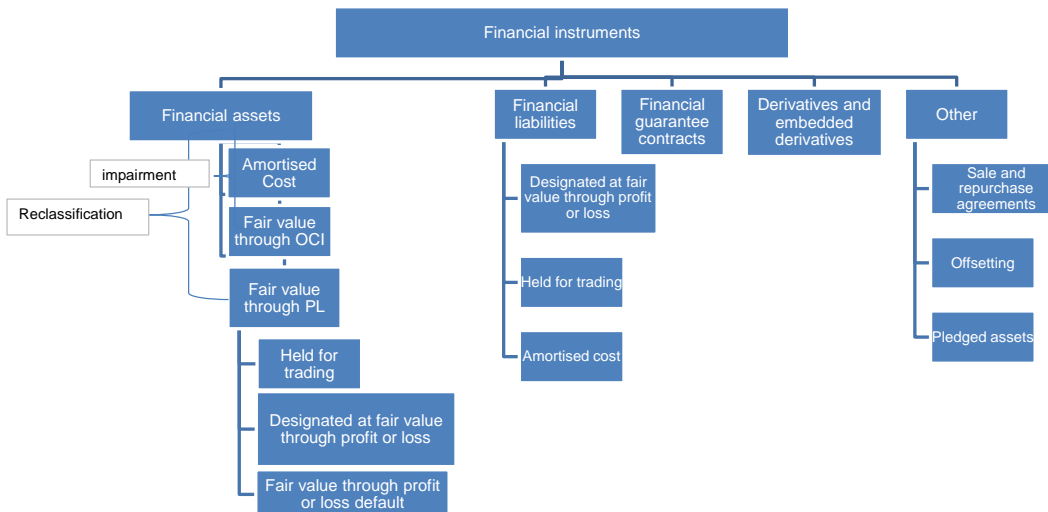 Financial instruments
Financial assets
Financial
liabilities
Financial
guarantee
contracts
Derivatives and
embedded
derivatives
Other
impairment
Reclassification
Amortised
Cost
Fair value
through OCI
Fair value
through PL
Held for
trading
Designated at fair value
through profit or loss
Fair value through profit
or loss default
Designated at fair
value through profit
or loss
Held for trading
Amortised cost
Sale and
repurchase
agreements
Offsetting
Pledged assets